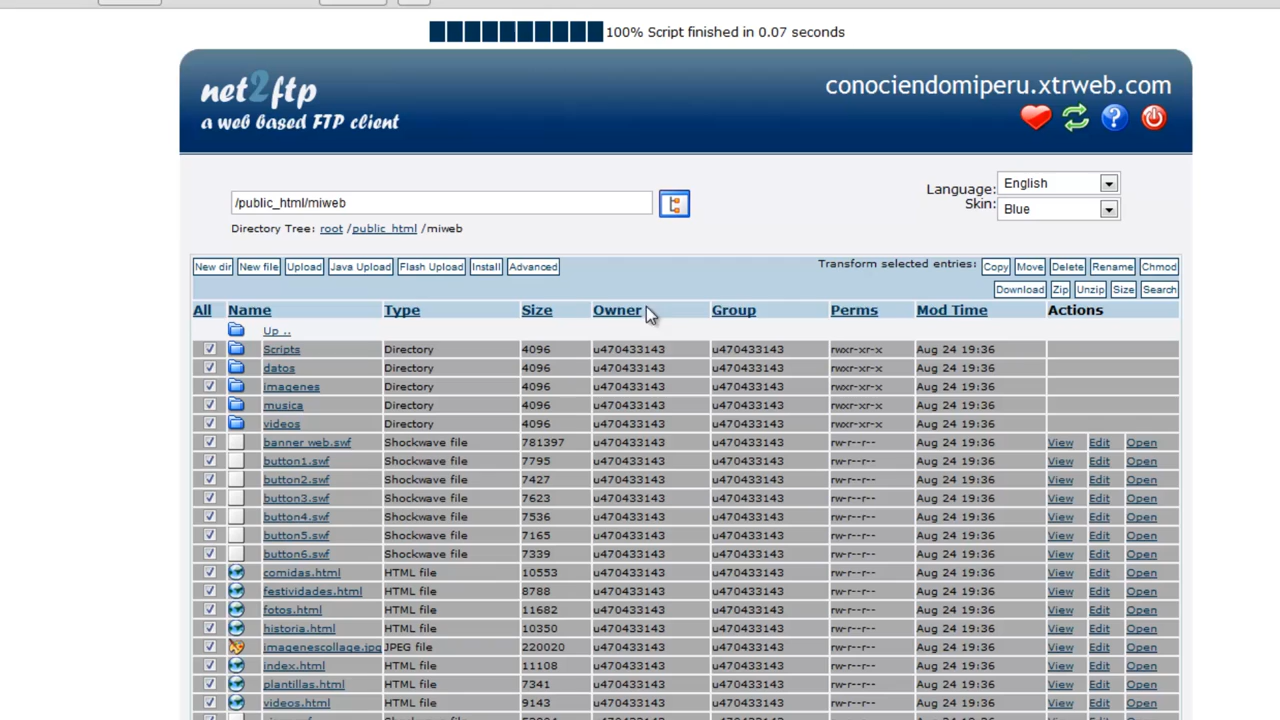 100% Script finished in 0.07 seconds
net2ftp
a web based FTP client
conociendomiperu.xtrweb.com
/public_html/miweb
Language: English
Skin: Blue
Directory Tree: root /public_html /miweb
New dir New file Upload Java Upload Flash Upload Install Advanced
Transform selected entries: Copy Move Delete Rename Chmod
Download Zip Unzip Size Search
All Name Type Size Owner Group Perms Mod Time Actions
Up ..
Scripts Directory 4096 u470433143 u470433143 rwxr-xr-x Aug 24 19:36
datos Directory 4096 u470433143 u470433143 rwxr-xr-x Aug 24 19:36
imagenes Directory 4096 u470433143 u470433143 rwxr-xr-x Aug 24 19:36
musica Directory 4096 u470433143 u470433143 rwxr-xr-x Aug 24 19:36
videos Directory 4096 u470433143 u470433143 rwxr-xr-x Aug 24 19:36
banner web.swf Shockwave file 781397 u470433143 u470433143 rw-r--r-- Aug 24 19:36 View Edit Open
button1.swf Shockwave file 7795 u470433143 u470433143 rw-r--r-- Aug 24 19:36 View Edit Open
button2.swf Shockwave file 7427 u470433143 u470433143 rw-r--r-- Aug 24 19:36 View Edit Open
button3.swf Shockwave file 7623 u470433143 u470433143 rw-r--r-- Aug 24 19:36 View Edit Open
button4.swf Shockwave file 7536 u470433143 u470433143 rw-r--r-- Aug 24 19:36 View Edit Open
button5.swf Shockwave file 7165 u470433143 u470433143 rw-r--r-- Aug 24 19:36 View Edit Open
button6.swf Shockwave file 7339 u470433143 u470433143 rw-r--r-- Aug 24 19:36 View Edit Open
comidas.html HTML file 10553 u470433143 u470433143 rw-r--r-- Aug 24 19:36 View Edit Open
festividades.html HTML file 8788 u470433143 u470433143 rw-r--r-- Aug 24 19:36 View Edit Open
fotos.html HTML file 11682 u470433143 u470433143 rw-r--r-- Aug 24 19:36 View Edit Open
historia.html HTML file 10350 u470433143 u470433143 rw-r--r-- Aug 24 19:36 View Edit Open
imagenescollage.jpg JPEG file 220020 u470433143 u470433143 rw-r--r-- Aug 24 19:36 View Edit Open
index.html HTML file 11108 u470433143 u470433143 rw-r--r-- Aug 24 19:36 View Edit Open
plantillas.html HTML file 7341 u470433143 u470433143 rw-r--r-- Aug 24 19:36 View Edit Open
videos.html HTML file 9143 u470433143 u470433143 rw-r--r-- Aug 24 19:36 View Edit Open